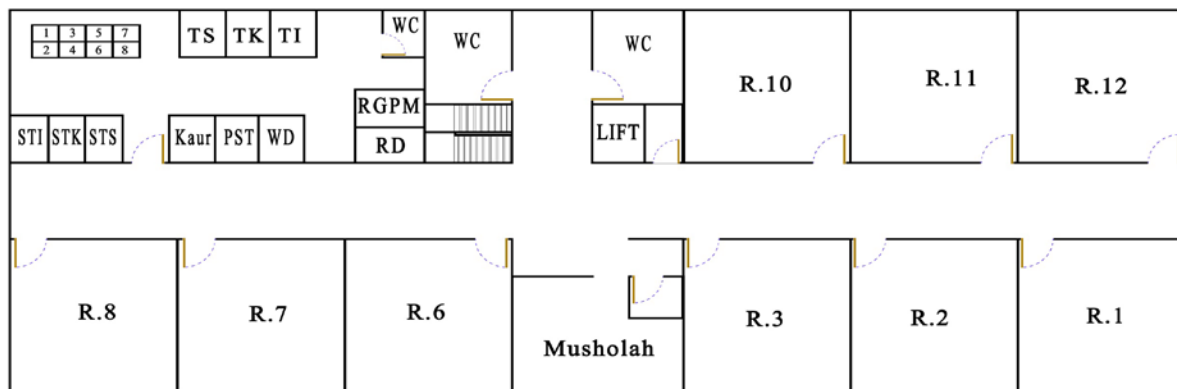 1 3 5 7
2 4 6 8
TS TK TI
WC
WC
WC
R.10
R.11
R.12
RGPM
RD
STI STK STS
Kaur PST WD
LIFT
R.8
R.7
R.6
Musholah
R.3
R.2
R.1